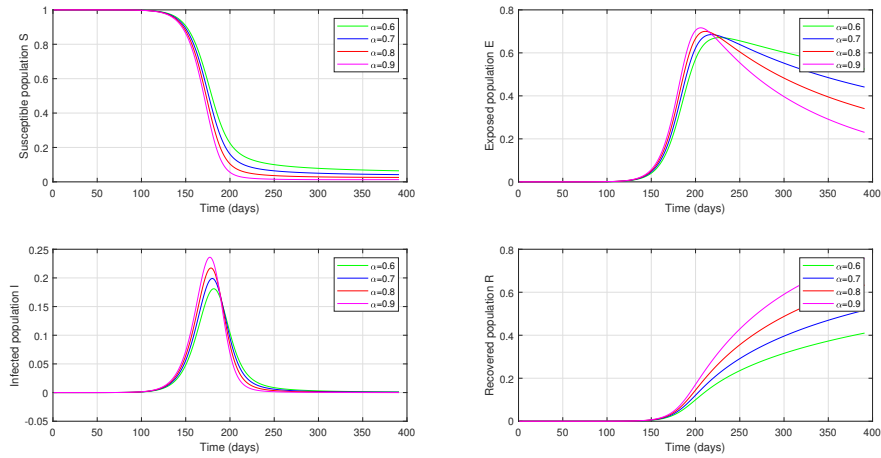 Susceptible population S
1
0.8
0.6
0.4
0.2
0
0 50 100 150 200 250 300 350 400
Time (days)
α=0.6
α=0.7
α=0.8
α=0.9
Exposed population E
0.8
0.6
0.4
0.2
0
0 50 100 150 200 250 300 350 400
Time (days)
α=0.6
α=0.7
α=0.8
α=0.9
Infected population I
0.25
0.2
0.15
0.1
0.05
0
-0.05
0 50 100 150 200 250 300 350 400
Time (days)
α=0.6
α=0.7
α=0.8
α=0.9
Recovered population R
0.8
0.6
0.4
0.2
0
0 50 100 150 200 250 300 350 400
Time (days)
α=0.6
α=0.7
α=0.8
α=0.9